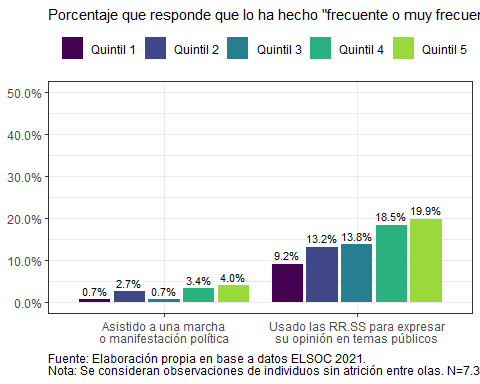 Porcentaje que responde que lo ha hecho "frecuente o muy
Quintil 1 Quintil 2 Quintil 3 Quintil 4 Quintil 5
50.0%
40.0%
30.0%
20.0%
10.0%
0.0%
0.7% 2.7% 0.7% 3.4% 4.0% 9.2% 13.2% 13.8% 18.5% 19.9%
Asistido a una marcha
o manifestación política
Usado las RR.SS para expresar
su opinión en temas públicos
Fuente: Elaboración propia en base a datos ELSOC 2021.
Nota: Se consideran observaciones de individuos sin atrición entre olas. N=7.3